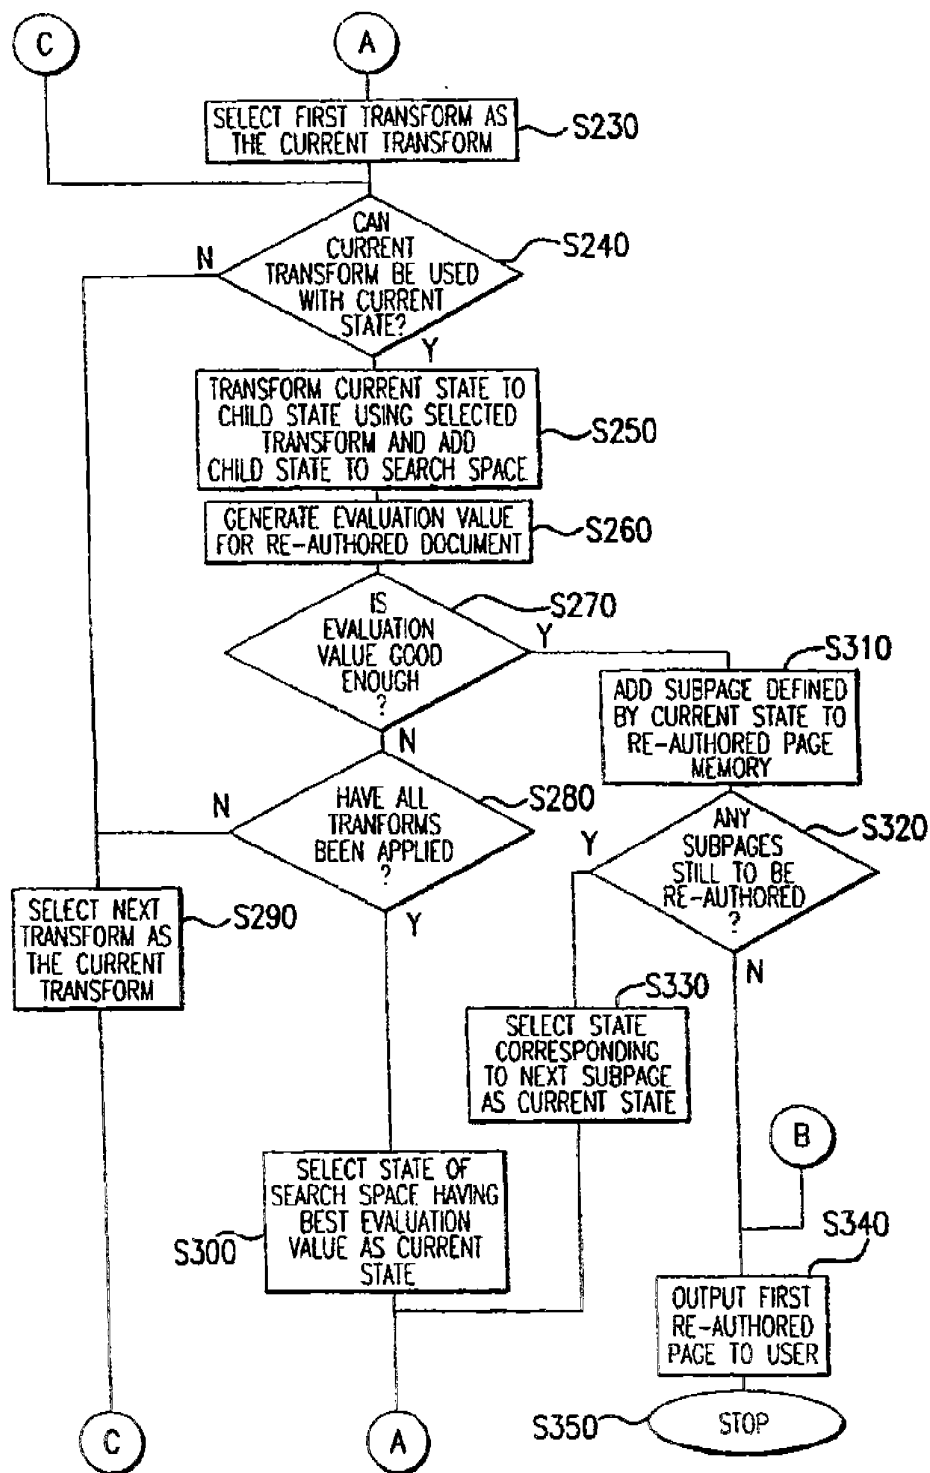 C
A
SELECT FIRST TRANSFORM AS
THE CURRENT TRANSFORM
S230
CAN
CURRENT
TRANSFORM BE USED
WITH CURRENT
STATE?
S240
N
Y
TRANSFORM CURRENT STATE TO
CHILD STATE USING SELECTED
TRANSFORM AND ADD
CHILD STATE TO SEARCH SPACE
S250
GENERATE EVALUATION VALUE
FOR RE-AUTHORED DOCUMENT
S260
IS
EVALUATION
VALUE GOOD
ENOUGH
?
S270
Y
N
S310
ADD SUBPAGE DEFINED
BY CURRENT STATE TO
RE-AUTHORED PAGE
MEMORY
HAVE ALL
TRANFORMS
BEEN APPLIED
?
S280
N
Y
ANY
SUBPAGES
STILL TO BE
RE-AUTHORED
?
S320
Y
N
SELECT NEXT
TRANSFORM AS
THE CURRENT
TRANSFORM
S290
S330
SELECT STATE
CORRESPONDING
TO NEXT SUBPAGE
AS CURRENT STATE
B
SELECT STATE OF
SEARCH SPACE HAVING
BEST EVALUATION
VALUE AS CURRENT
STATE
S300
S340
OUTPUT FIRST
RE-AUTHORED
PAGE TO USER
C
A
S350
STOP